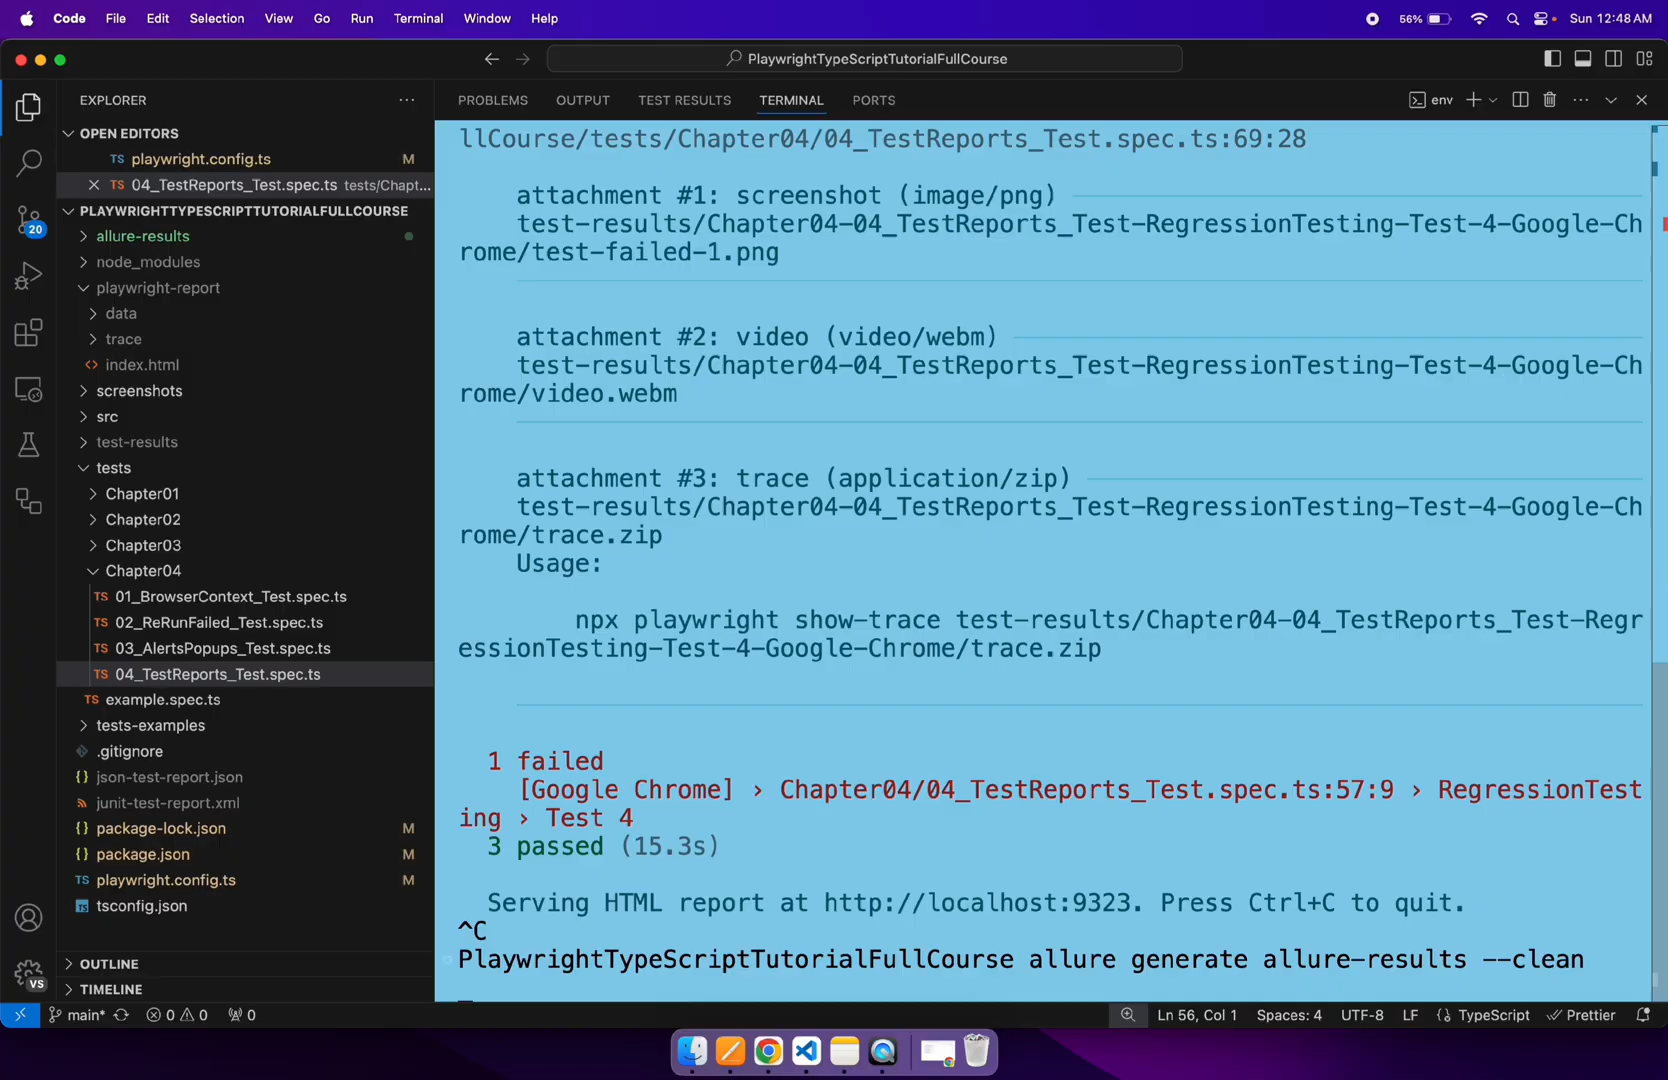 Code File Edit Selection View Go Run Terminal Window Help 56% Sun 12:48 AM
PlaywrightTypeScriptTutorialFullCourse
EXPLORER
OPEN EDITORS
TS playwright.config.ts M
TS 04_TestReports_Test.spec.ts tests/Chapt...
PLAYWRIGHTTYPESCRIPTTUTORIALFULLCOURSE
allure-results
node_modules
playwright-report
data
trace
index.html
screenshots
src
test-results
tests
Chapter01
Chapter02
Chapter03
Chapter04
TS 01_BrowserContext_Test.spec.ts
TS 02_ReRunFailed_Test.spec.ts
TS 03_AlertsPopups_Test.spec.ts
TS 04_TestReports_Test.spec.ts
TS example.spec.ts
tests-examples
.gitignore
{} json-test-report.json
junit-test-report.xml
{} package-lock.json M
{} package.json M
TS playwright.config.ts M
TS tsconfig.json
OUTLINE
TIMELINE
20
VS
PROBLEMS OUTPUT TEST RESULTS TERMINAL PORTS env
llCourse/tests/Chapter04/04_TestReports_Test.spec.ts:69:28
attachment #1: screenshot (image/png)
test-results/Chapter04-04_TestReports_Test-RegressionTesting-Test-4-Google-Ch
rome/test-failed-1.png
attachment #2: video (video/webm)
test-results/Chapter04-04_TestReports_Test-RegressionTesting-Test-4-Google-Ch
rome/video.webm
attachment #3: trace (application/zip)
test-results/Chapter04-04_TestReports_Test-RegressionTesting-Test-4-Google-Ch
rome/trace.zip
Usage:
npx playwright show-trace test-results/Chapter04-04_TestReports_Test-Regr
essionTesting-Test-4-Google-Chrome/trace.zip
1 failed
[Google Chrome] › Chapter04/04_TestReports_Test.spec.ts:57:9 › RegressionTest
ing › Test 4
3 passed (15.3s)
Serving HTML report at http://localhost:9323. Press Ctrl+C to quit.
^C
PlaywrightTypeScriptTutorialFullCourse allure generate allure-results --clean
main* 0 0 0 Ln 56, Col 1 Spaces: 4 UTF-8 LF {} TypeScript Prettier